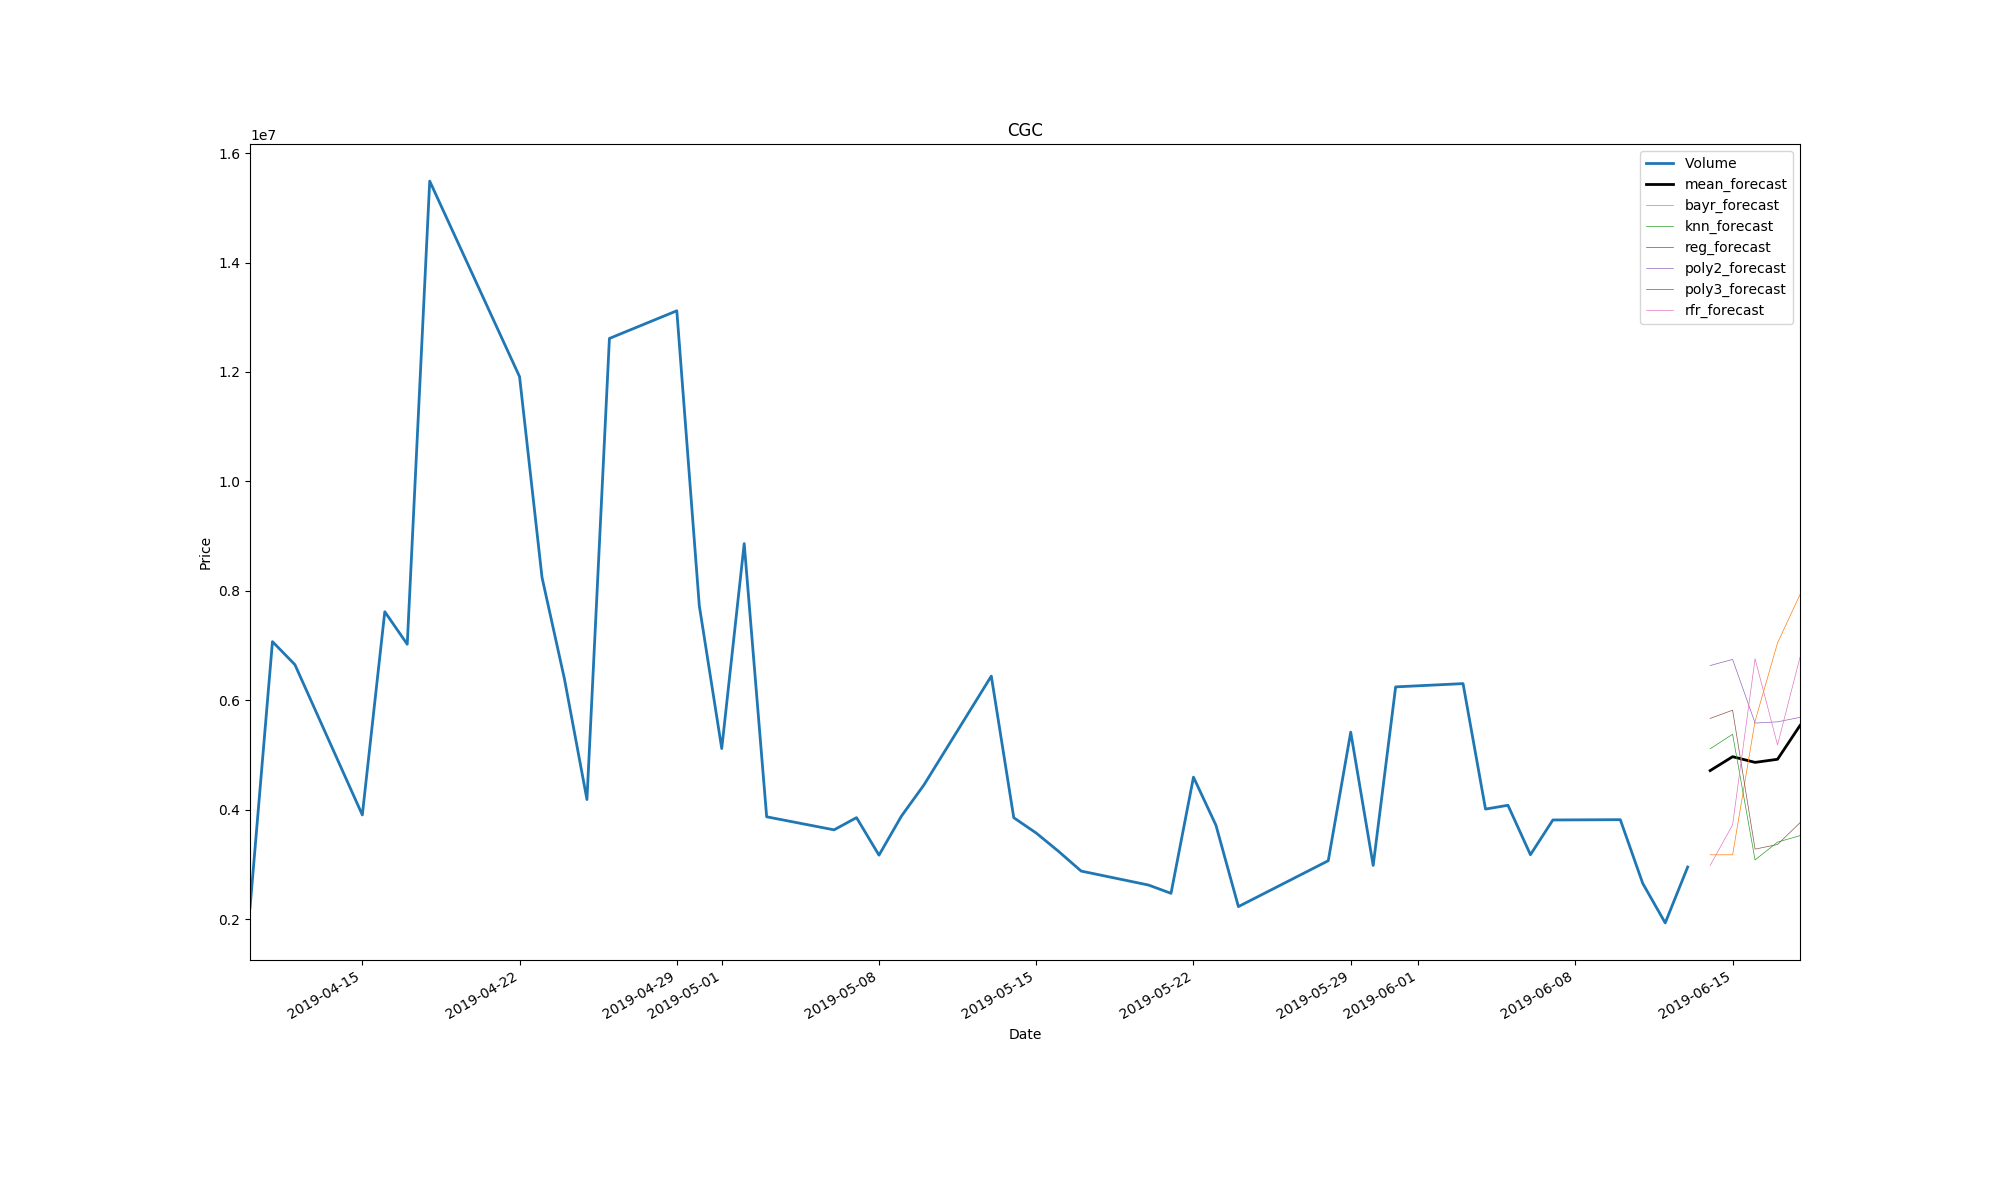 CGC
1e7
1.6
1.4
1.2
1.0
0.8
0.6
0.4
0.2
Price
Volume
mean_forecast
bayr_forecast
knn_forecast
reg_forecast
poly2_forecast
poly3_forecast
rfr_forecast
2019-04-15
2019-04-22
2019-04-29
2019-05-01
2019-05-08
2019-05-15
2019-05-22
2019-05-29
2019-06-01
2019-06-08
2019-06-15
Date